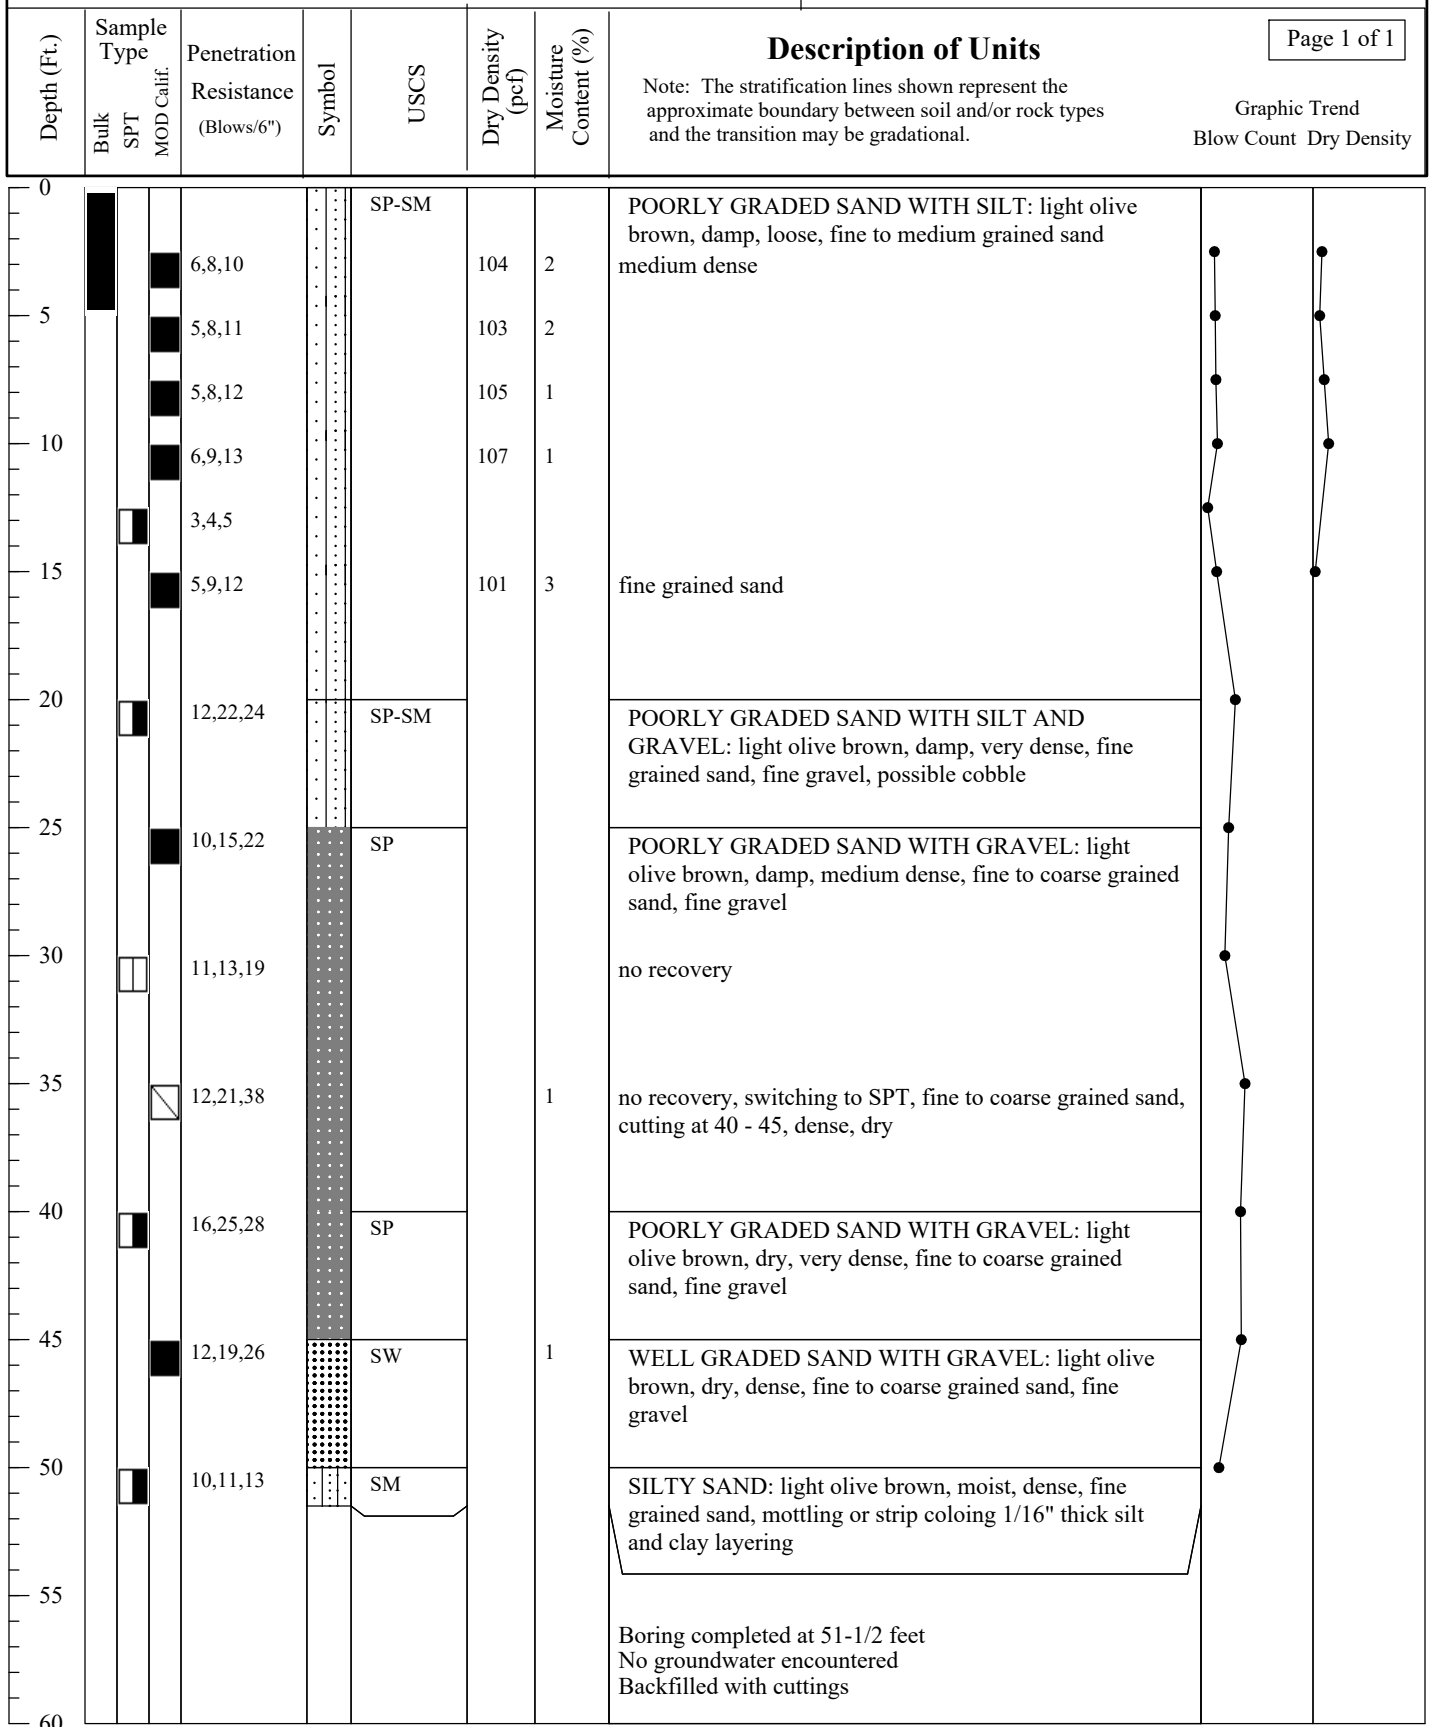 Depth (Ft.)
Sample
Type
Bulk
SPT
MOD Calif.
Penetration
Resistance
(Blows/6")
Symbol
USCS
Dry Density
(pcf)
Moisture
Content (%)
Description of Units
Note: The stratification lines shown represent the
approximate boundary between soil and/or rock types
and the transition may be gradational.
Page 1 of 1
Graphic Trend
Blow Count Dry Density
0
SP-SM
POORLY GRADED SAND WITH SILT: light olive
brown, damp, loose, fine to medium grained sand
6,8,10 104 2 medium dense
5
5,8,11 103 2
5,8,12 105 1
10
6,9,13 107 1
3,4,5
15
5,9,12 101 3 fine grained sand
20
12,22,24 SP-SM POORLY GRADED SAND WITH SILT AND
GRAVEL: light olive brown, damp, very dense, fine
grained sand, fine gravel, possible cobble
25
10,15,22 SP POORLY GRADED SAND WITH GRAVEL: light
olive brown, damp, medium dense, fine to coarse grained
sand, fine gravel
30
11,13,19 no recovery
35
12,21,38 1 no recovery, switching to SPT, fine to coarse grained sand,
cutting at 40 - 45, dense, dry
40
16,25,28 SP POORLY GRADED SAND WITH GRAVEL: light
olive brown, dry, very dense, fine to coarse grained
sand, fine gravel
45
12,19,26 SW 1 WELL GRADED SAND WITH GRAVEL: light olive
brown, dry, dense, fine to coarse grained sand, fine
gravel
50
10,11,13 SM SILTY SAND: light olive brown, moist, dense, fine
grained sand, mottling or strip coloing 1/16" thick silt
and clay layering
55
Boring completed at 51-1/2 feet
No groundwater encountered
Backfilled with cuttings
60